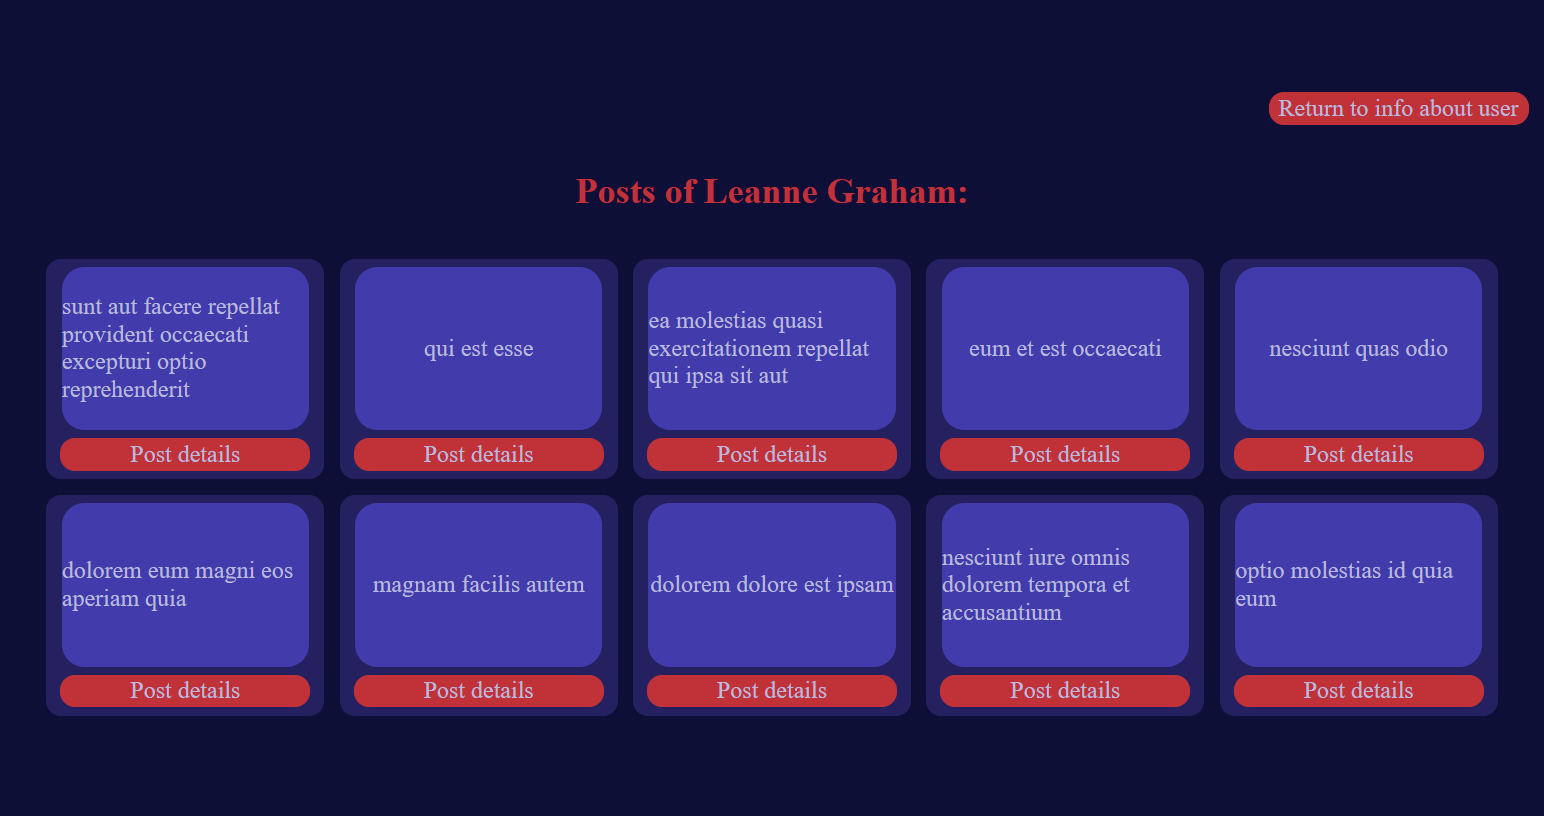 Return to info about user
Posts of Leanne Graham:
sunt aut facere repellat
provident occaecati
excepturi optio
reprehenderit
Post details
qui est esse
Post details
ea molestias quasi
exercitationem repellat
qui ipsa sit aut
Post details
eum et est occaecati
Post details
nesciunt quas odio
Post details
dolorem eum magni eos
aperiam quia
Post details
magnam facilis autem
Post details
dolorem dolore est ipsam
Post details
nesciunt iure omnis
dolorem tempora et
accusantium
Post details
optio molestias id quia
eum
Post details